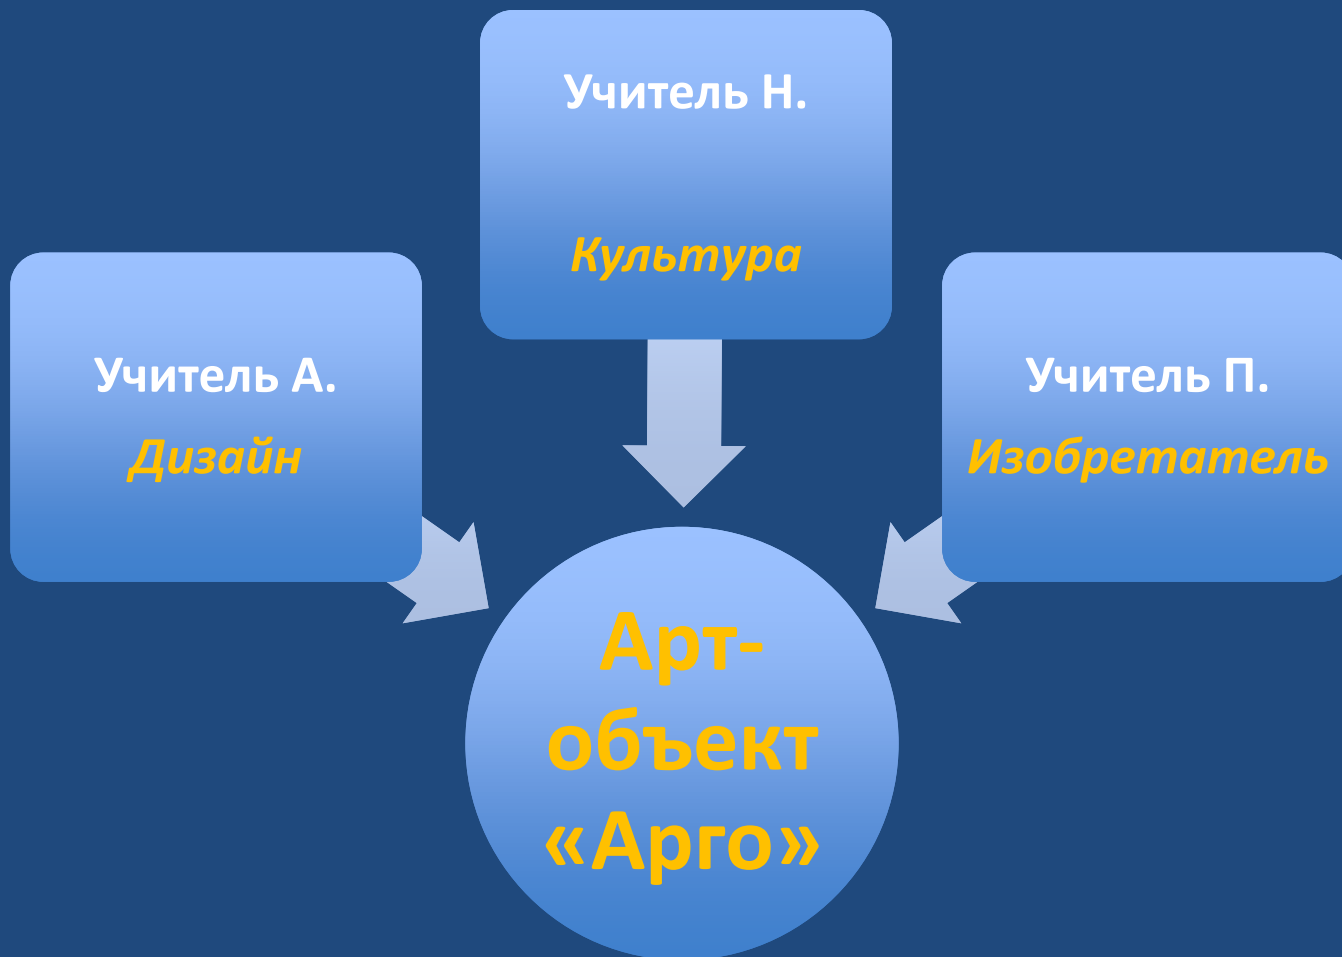 Учитель Н.
Культура
Учитель А.
Дизайн
Учитель П.
Изобретатель
Арт-
объект
«Арго»